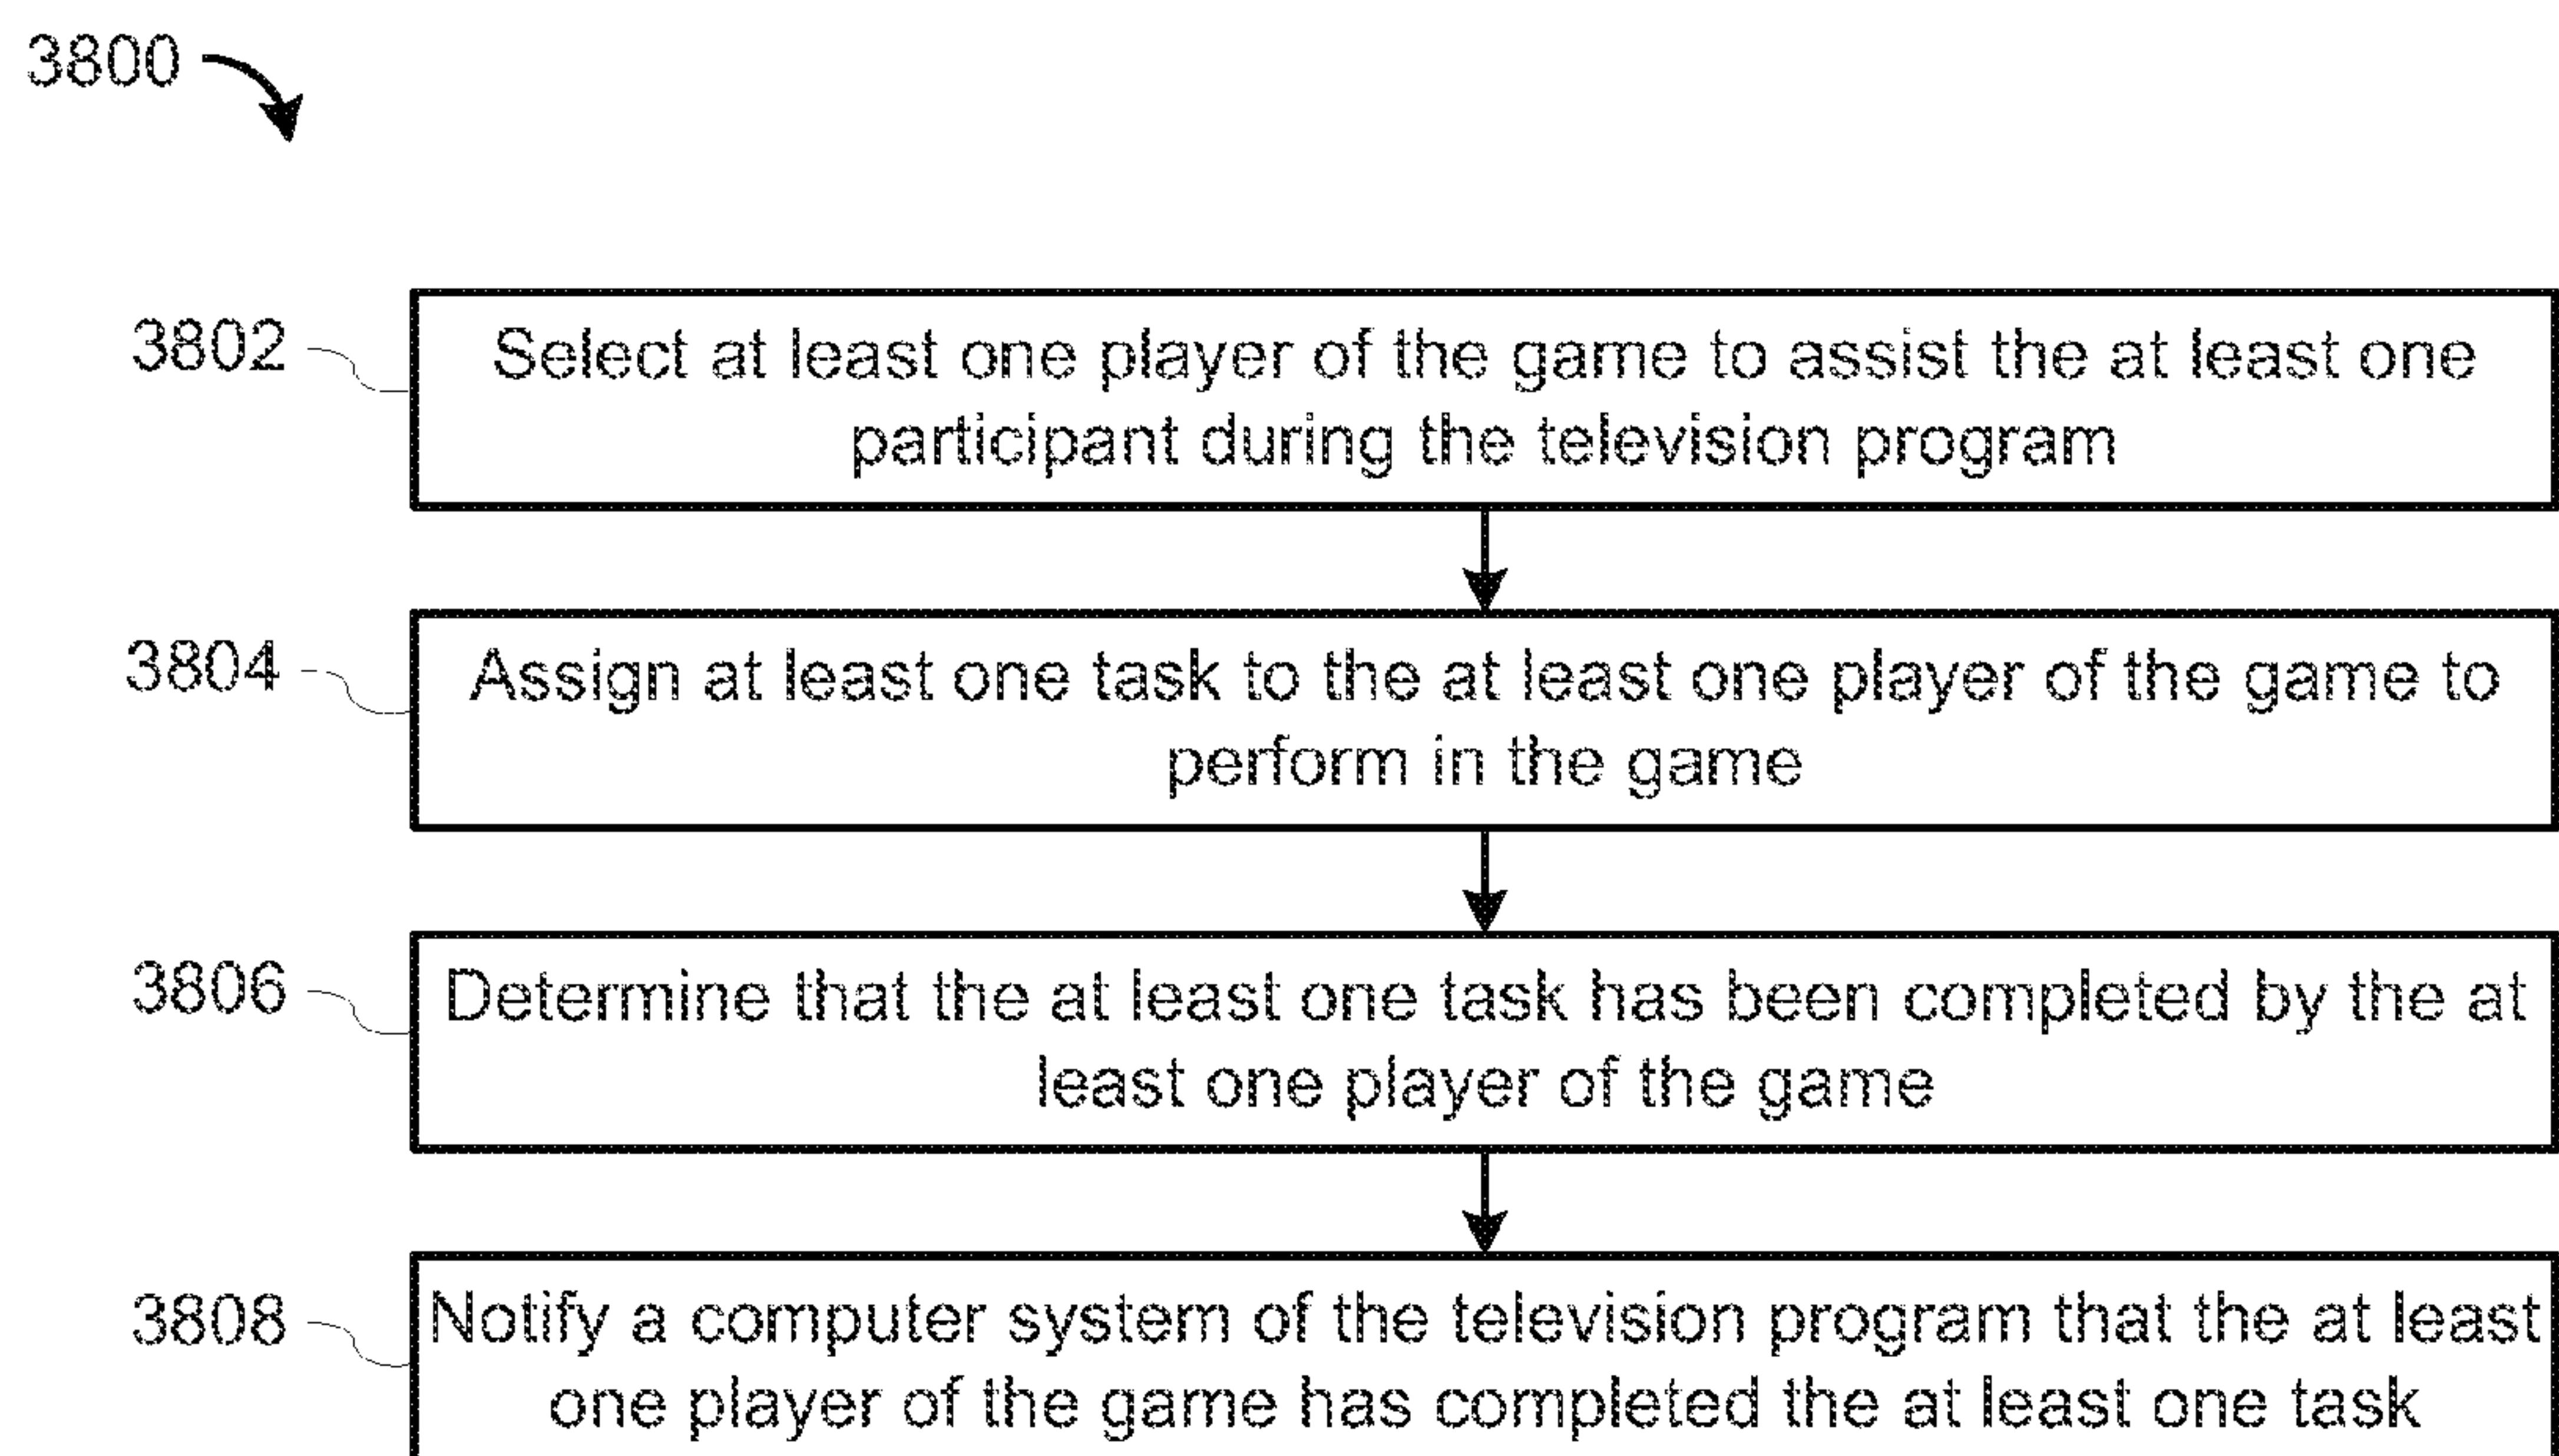 3800
3802
Select at least one player of the game to assist the at least one
participant during the television program
3804
Assign at least one task to the at least one player of the game to
perform in the game
3806
Determine that the at least one task has been completed by the at
least one player of the game
3808
Notify a computer system of the television program that the at least
one player of the game has completed the at least one task